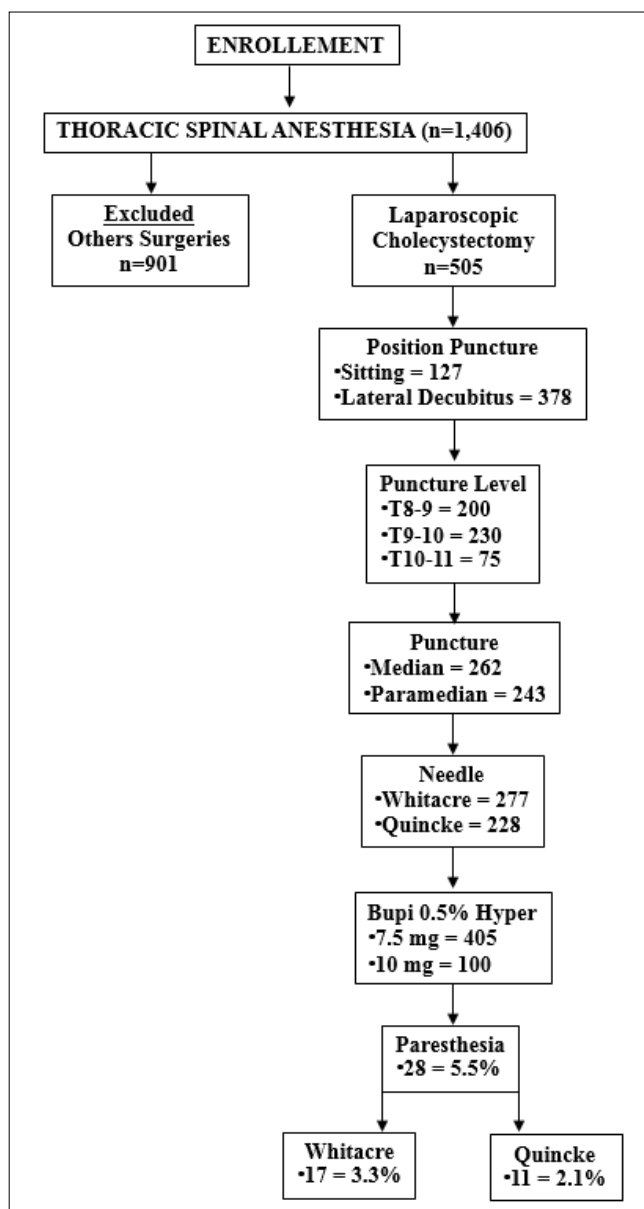 ENROLLEMENT
THORACIC SPINAL ANESTHESIA (n=1,406)
Excluded
Others Surgeries
n=901
Laparoscopic
Cholecystectomy
n=505
Position Puncture
•Sitting = 127
•Lateral Decubitus = 378
Puncture Level
•T8-9 = 200
•T9-10 = 230
•T10-11 = 75
Puncture
•Median = 262
•Paramedian = 243
Needle
•Whitacre = 277
•Quincke = 228
Bupi 0.5% Hyper
•7.5 mg = 405
•10 mg = 100
Paresthesia
•28 = 5.5%
Whitacre
•17 = 3.3%
Quincke
•11 = 2.1%